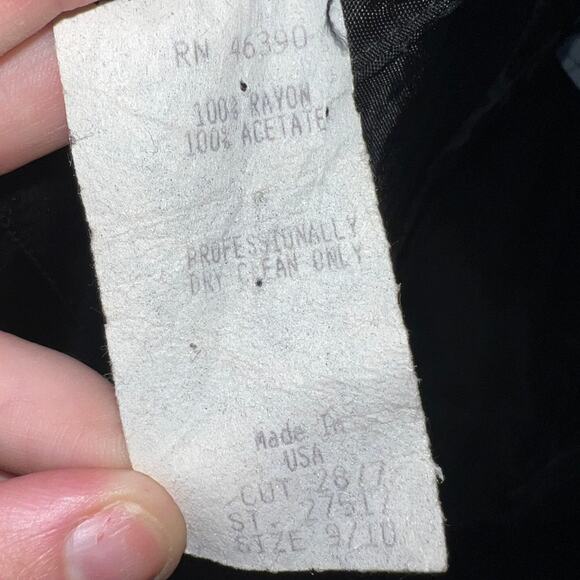 RN 46390
100% RAYON
100% ACETATE
PROFESSIONALLY
DRY CLEAN ONLY
Made In
USA
CUT 2877
ST. 27517
SIZE 9/10